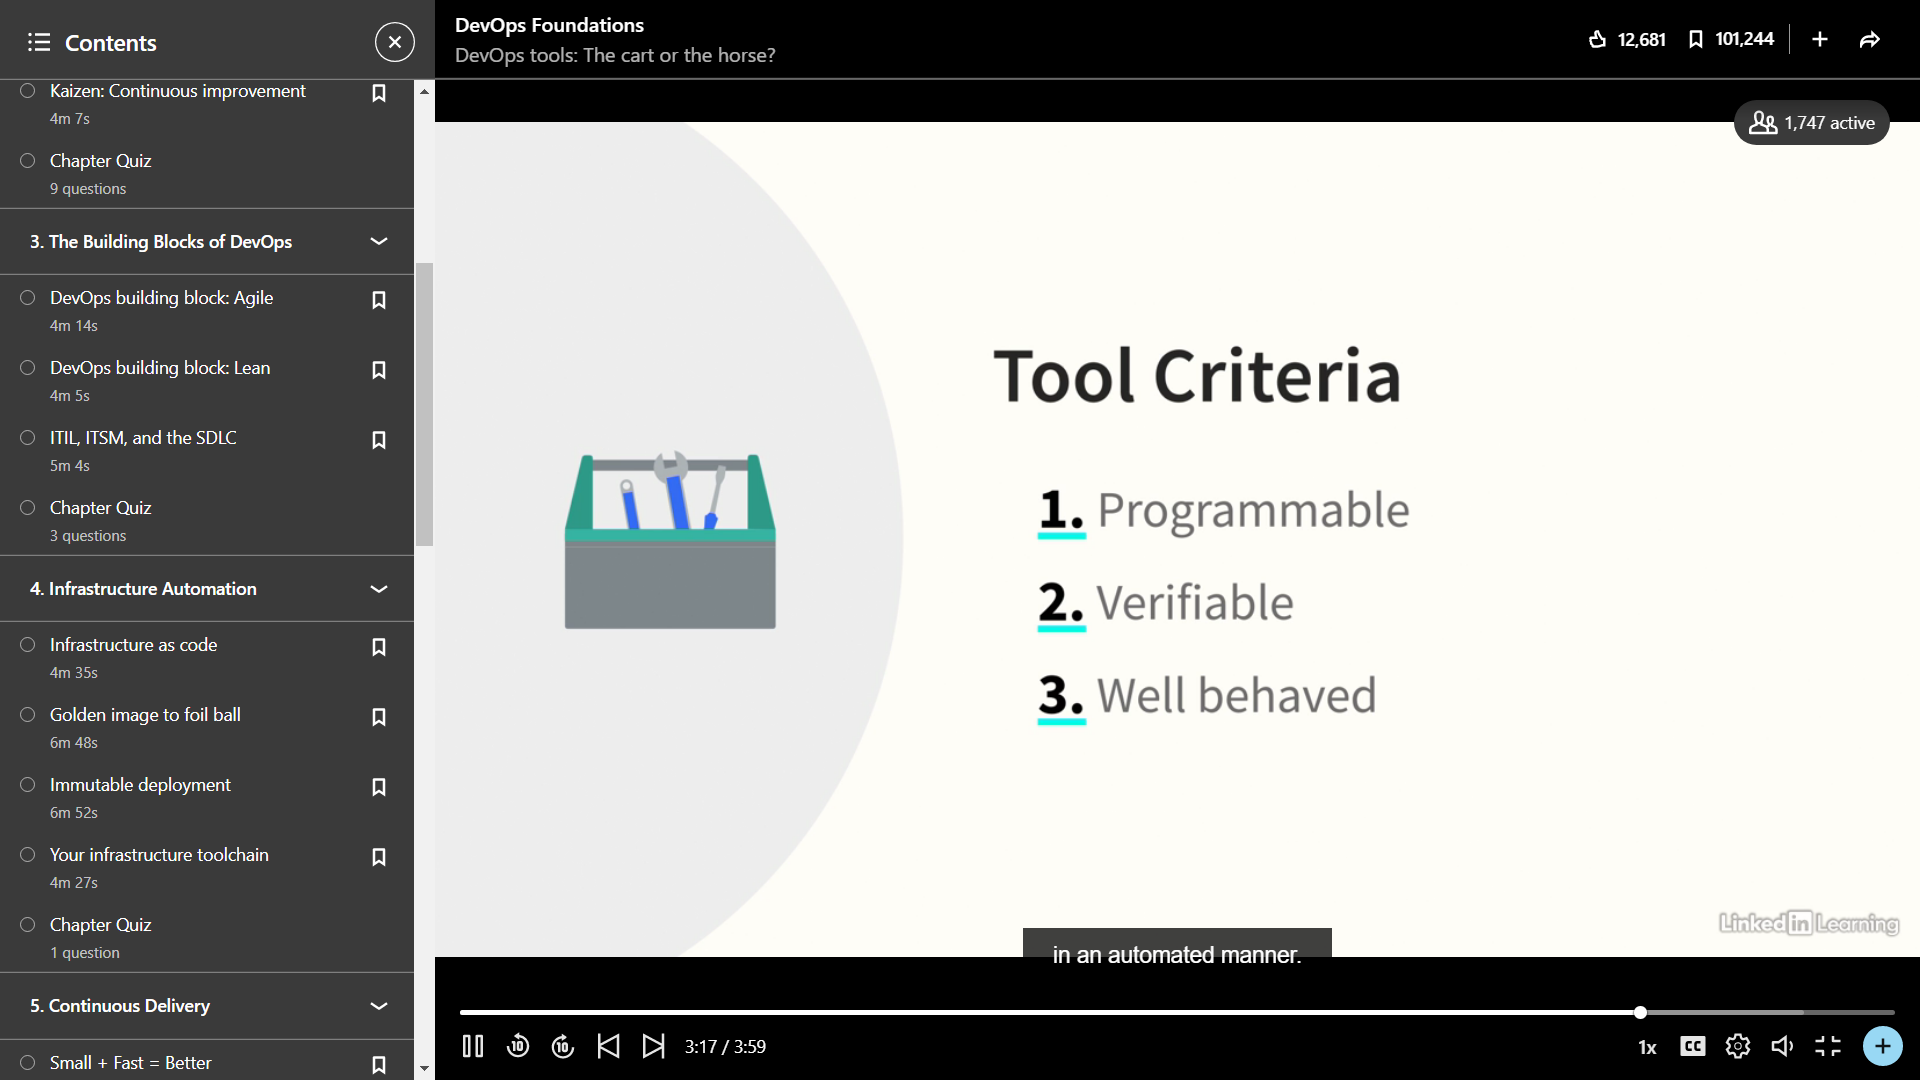 Contents
Kaizen: Continuous improvement
4m 7s
Chapter Quiz
9 questions
3. The Building Blocks of DevOps
DevOps building block: Agile
4m 14s
DevOps building block: Lean
4m 5s
ITIL, ITSM, and the SDLC
5m 4s
Chapter Quiz
3 questions
4. Infrastructure Automation
Infrastructure as code
4m 35s
Golden image to foil ball
6m 48s
Immutable deployment
6m 52s
Your infrastructure toolchain
4m 27s
Chapter Quiz
1 question
5. Continuous Delivery
Small + Fast = Better
DevOps Foundations
DevOps tools: The cart or the horse?
12,681
101,244
1,747 active
Tool Criteria
1. Programmable
2. Verifiable
3. Well behaved
Linked in Learning
in an automated manner.
10
10
3:17 / 3:59
1x
CC